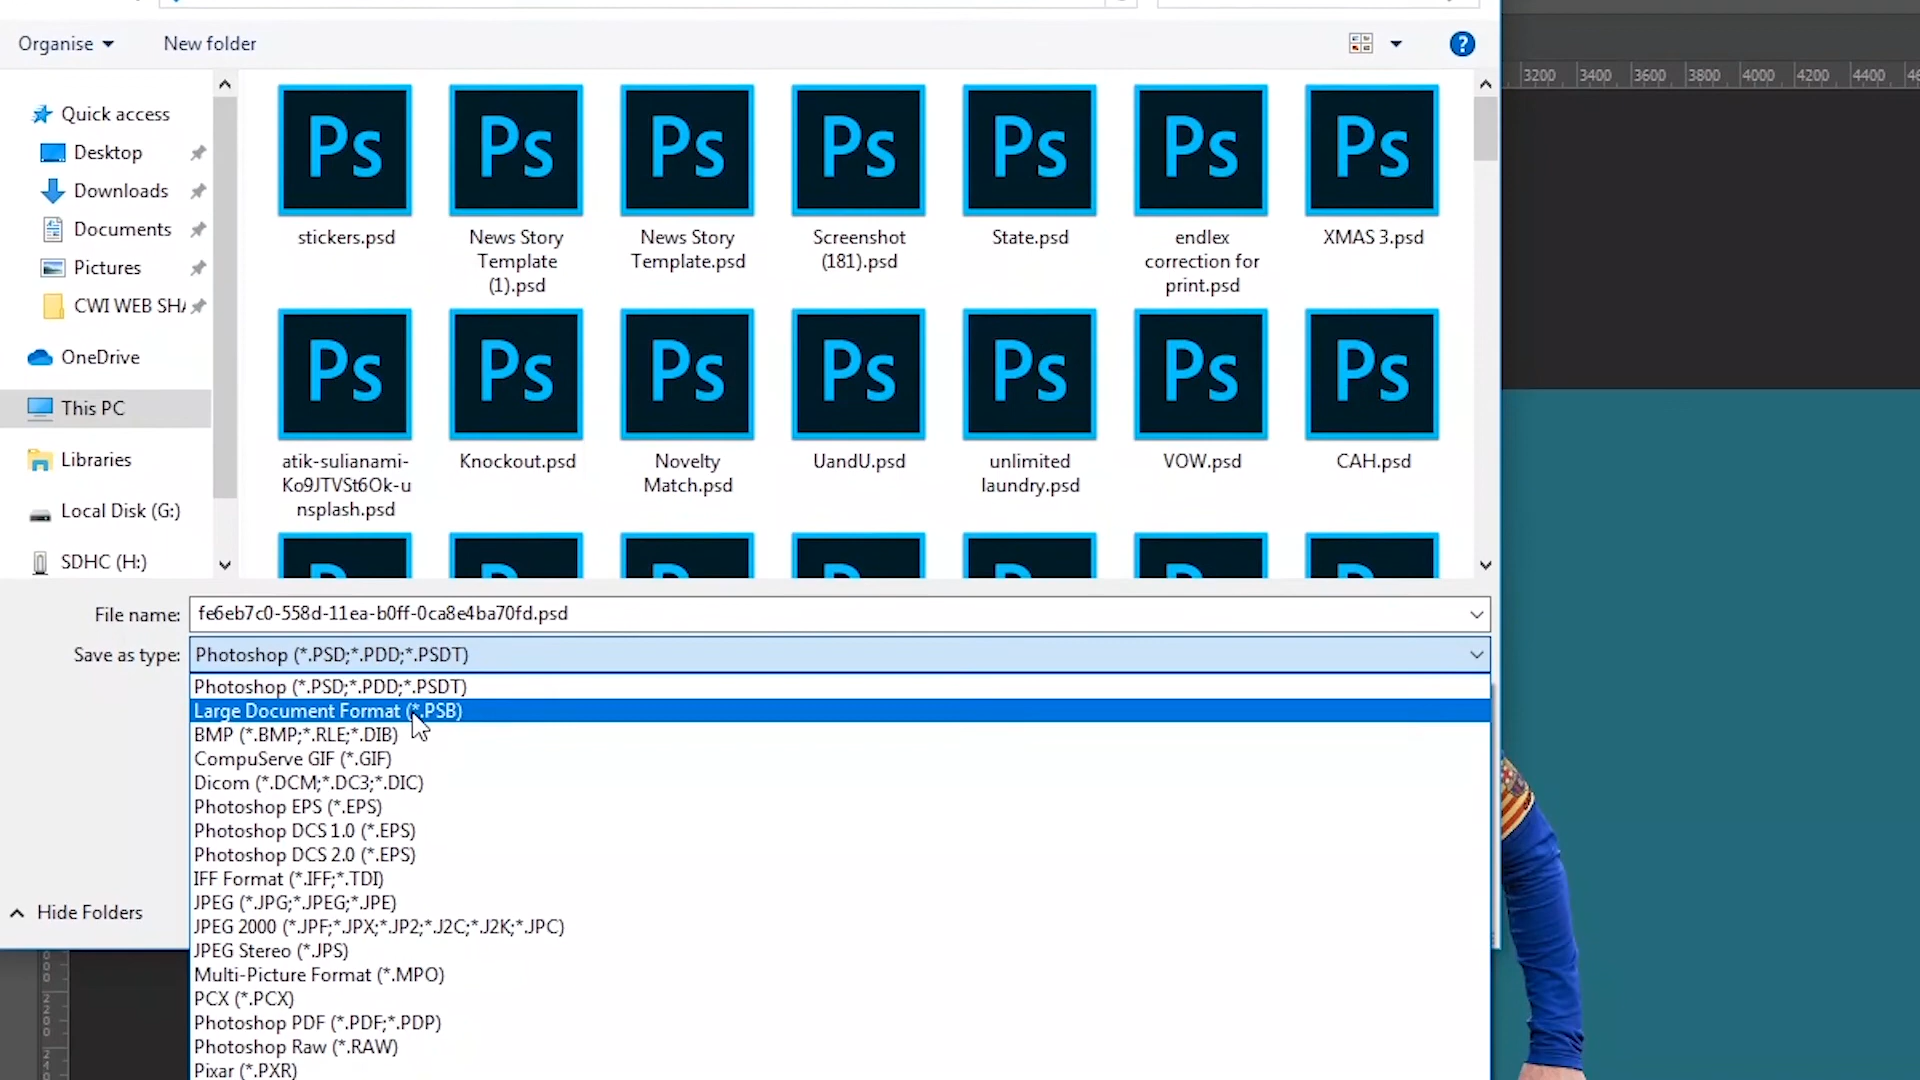 Organise
New folder
3200 3400 3600 3800 4000 4200 4400
Quick access
Desktop
Downloads
Documents
Pictures
CWI WEB SHA
OneDrive
This PC
Libraries
Local Disk (G:)
SDHC (H:)
Ps Ps Ps Ps Ps Ps Ps
stickers.psd
News Story
Template
(1).psd
News Story
Template.psd
Screenshot
(181).psd
State.psd
endlex
correction for
print.psd
XMAS 3.psd
Ps Ps Ps Ps Ps Ps Ps
atik-sulianami-
Ko9JTVSt6Ok-u
nsplash.psd
Knockout.psd
Novelty
Match.psd
UandU.psd
unlimited
laundry.psd
VOW.psd
CAH.psd
File name: fe6eb7c0-558d-11ea-b0ff-0ca8e4ba70fd.psd
Save as type: Photoshop (*.PSD;*.PDD;*.PSDT)
Photoshop (*.PSD;*.PDD;*.PSDT)
Large Document Format (*.PSB)
BMP (*.BMP;*.RLE;*.DIB)
CompuServe GIF (*.GIF)
Dicom (*.DCM;*.DC3;*.DIC)
Photoshop EPS (*.EPS)
Photoshop DCS 1.0 (*.EPS)
Photoshop DCS 2.0 (*.EPS)
IFF Format (*.IFF;*.TDI)
JPEG (*.JPG;*.JPEG;*.JPE)
JPEG 2000 (*.JPF;*.JPX;*.JP2;*.J2C;*.J2K;*.JPC)
JPEG Stereo (*.JPS)
Multi-Picture Format (*.MPO)
PCX (*.PCX)
Photoshop PDF (*.PDF;*.PDP)
Photoshop Raw (*.RAW)
Pixar (*.PXR)
Hide Folders